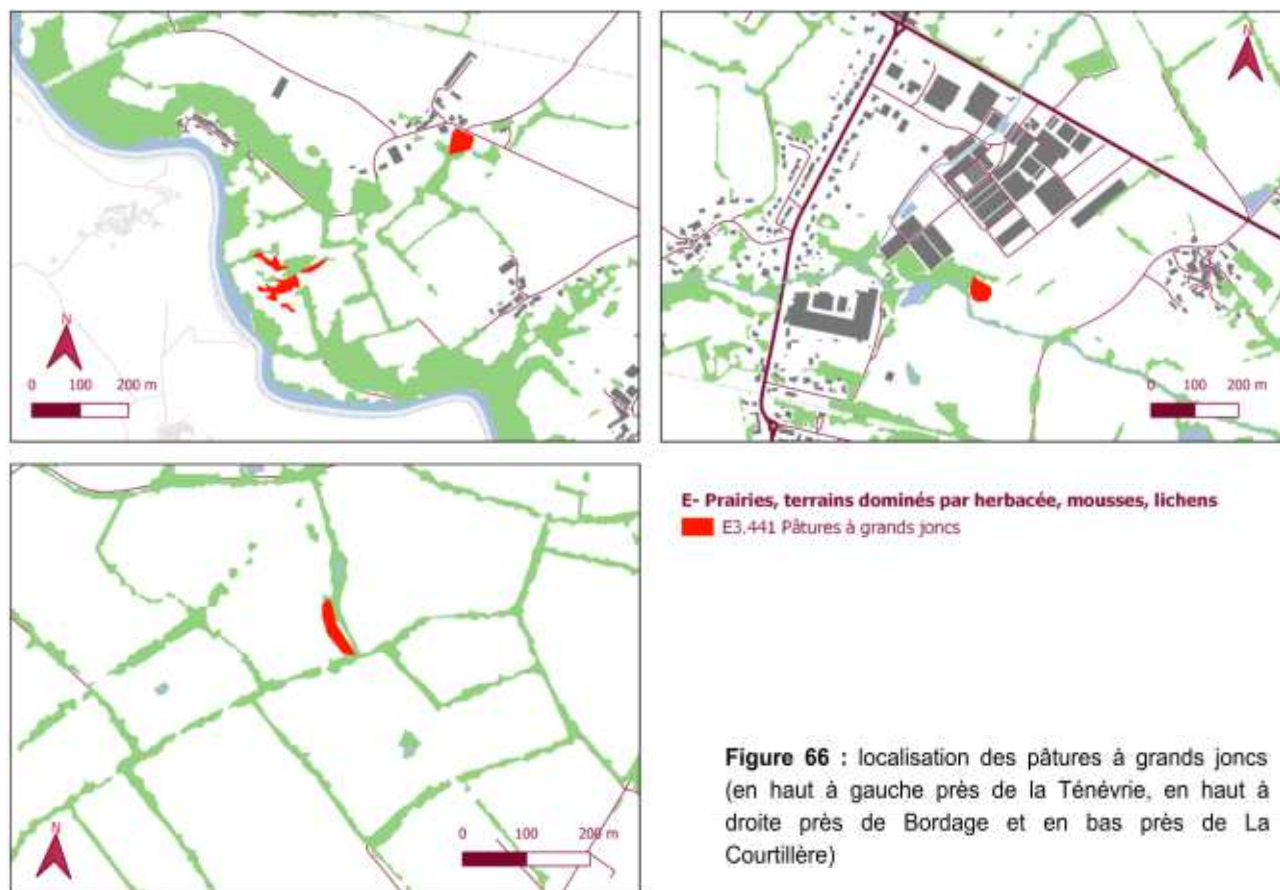 N
0 100 200 m
N
0 100 200 m
N
0 100 200 m
E- Prairies, terrains dominés par herbacée, mousses, lichens
E3.441 Pâtures à grands joncs
Figure 66 : localisation des pâtures à grands joncs
(en haut à gauche près de la Ténévrie, en haut à
droite près de Bordage et en bas près de La
Courtillère)